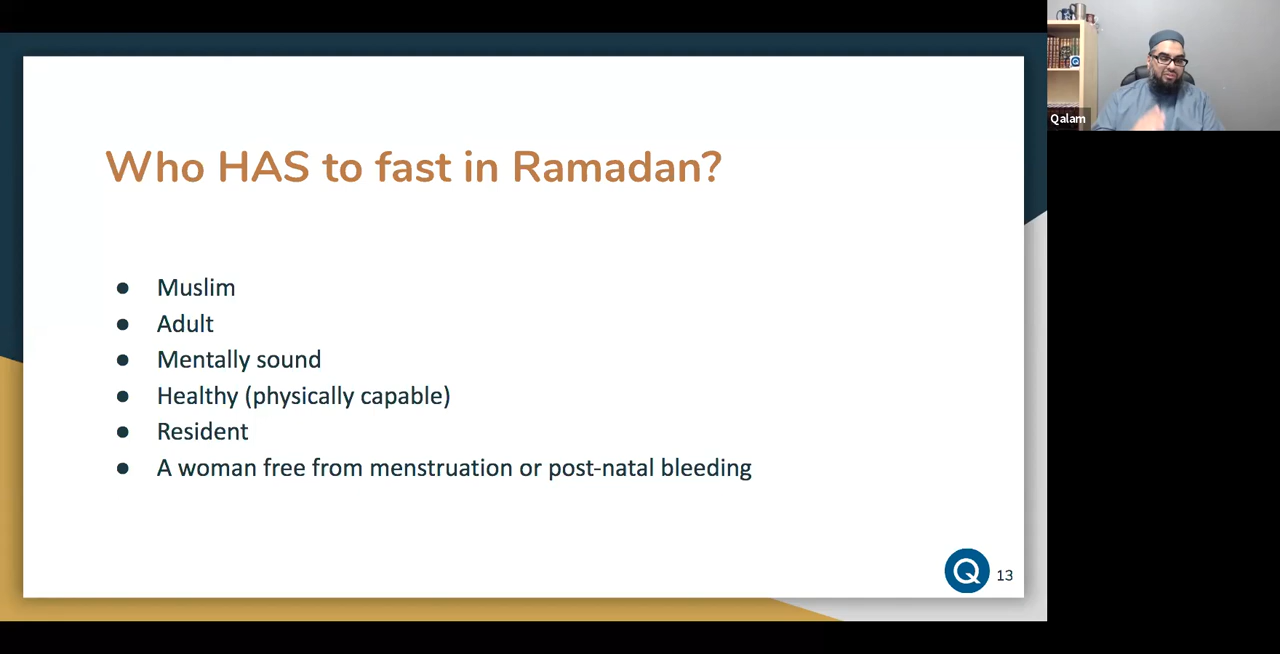 Who HAS to fast in Ramadan?
● Muslim
● Adult
● Mentally sound
● Healthy (physically capable)
● Resident
● A woman free from menstruation or post-natal bleeding
Q 13
Qalam